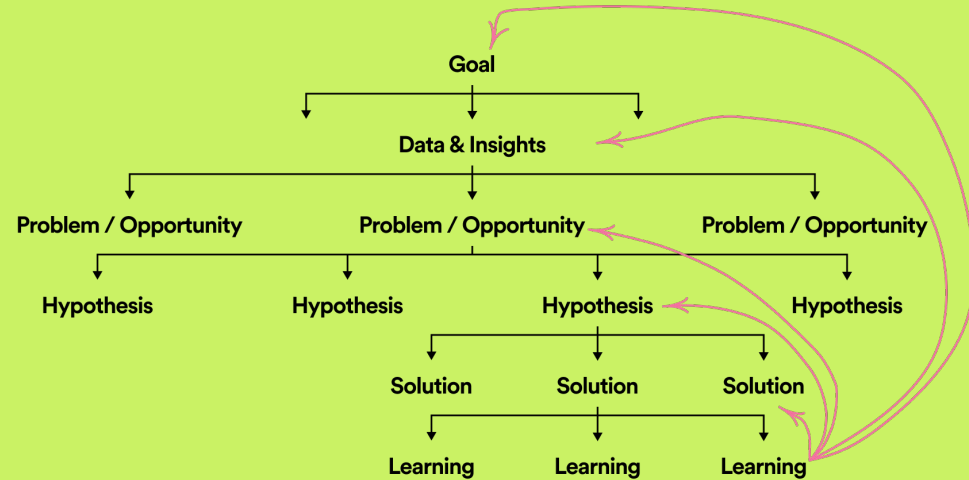 Goal
Data & Insights
Problem / Opportunity
Problem / Opportunity
Problem / Opportunity
Hypothesis
Hypothesis
Hypothesis
Hypothesis
Solution
Solution
Solution
Learning
Learning
Learning